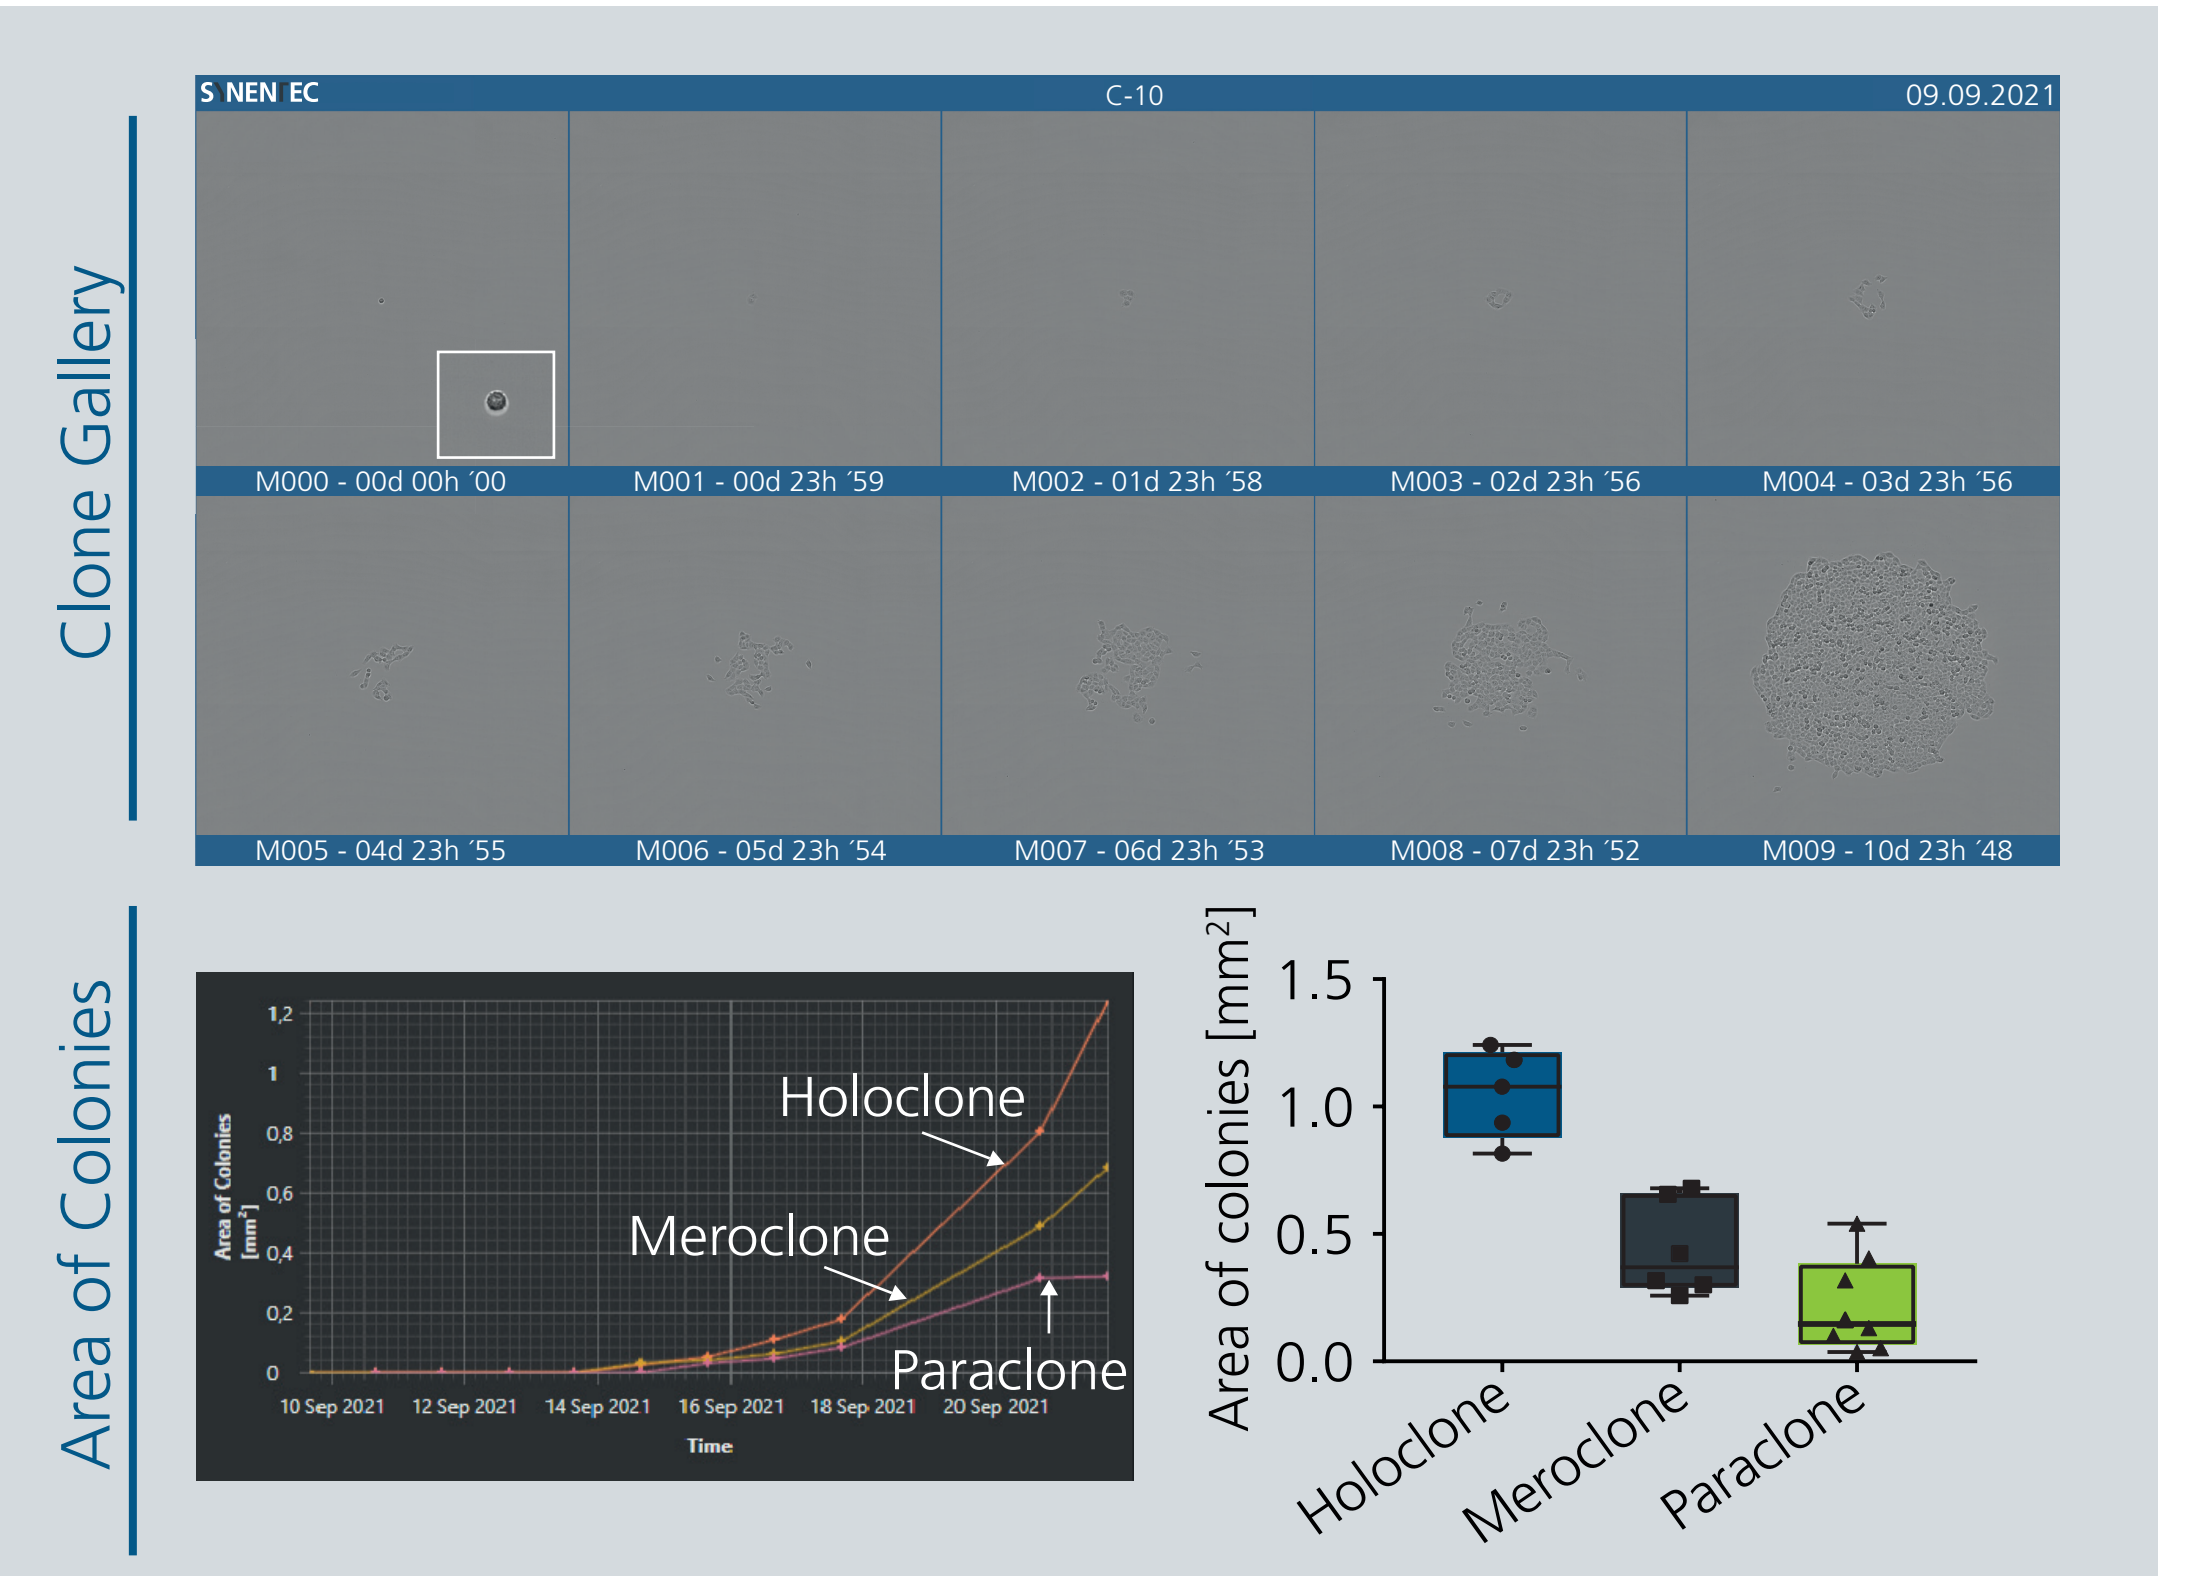 SYNENTEC
C-10
09.09.2021
Clone Gallery
M000 - 00d 00h ´00
M001 - 00d 23h ´59
M002 - 01d 23h ´58
M003 - 02d 23h ´56
M004 - 03d 23h ´56
M005 - 04d 23h ´55
M006 - 05d 23h ´54
M007 - 06d 23h ´53
M008 - 07d 23h ´52
M009 - 10d 23h ´48
Area of Colonies
Area of Colonies
[mm²]
1,2
1
0,8
0,6
0,4
0,2
0
Holoclone
Meroclone
Paraclone
10 Sep 2021
12 Sep 2021
14 Sep 2021
16 Sep 2021
18 Sep 2021
20 Sep 2021
Time
Area of colonies [mm²]
1.5
1.0
0.5
0.0
Holoclone
Meroclone
Paraclone